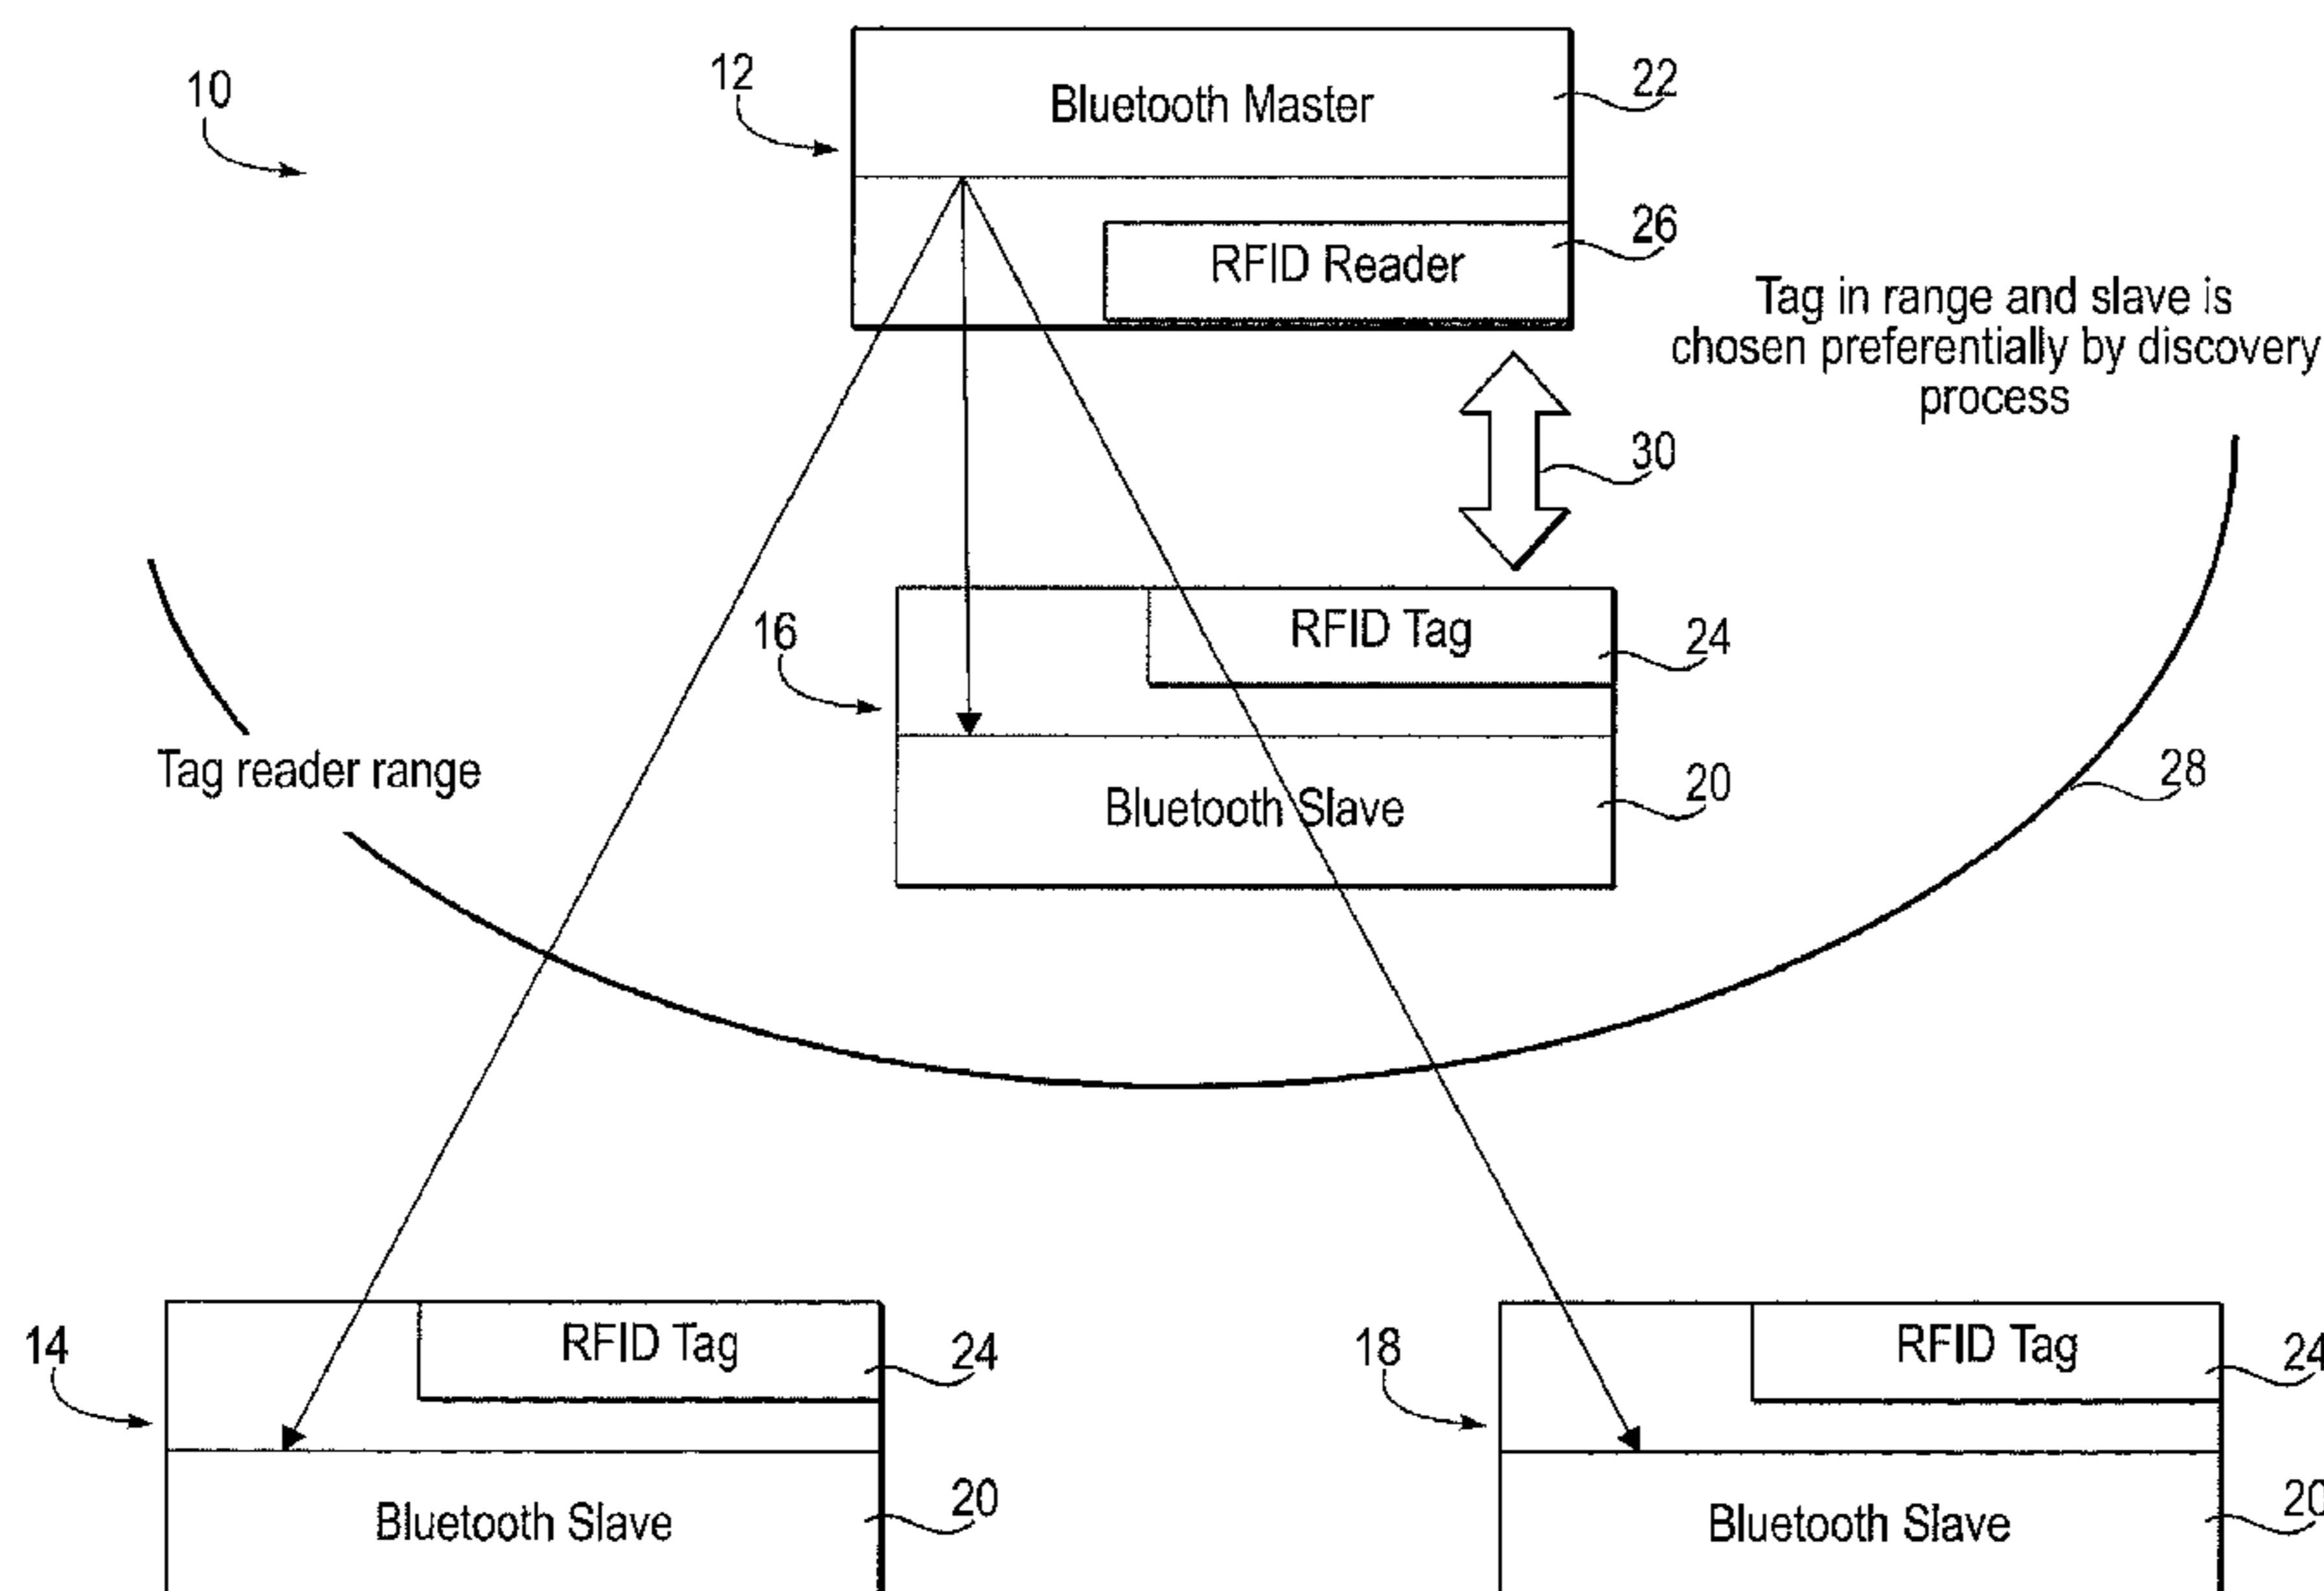 10
12
Bluetooth Master
22
RFID Reader
26
Tag in range and slave is
chosen preferentially by discovery
process
30
16
RFID Tag
24
Tag reader range
Bluetooth Slave
20
28
14
RFID Tag
24
18
RFID Tag
24
Bluetooth Slave
20
Bluetooth Slave
20